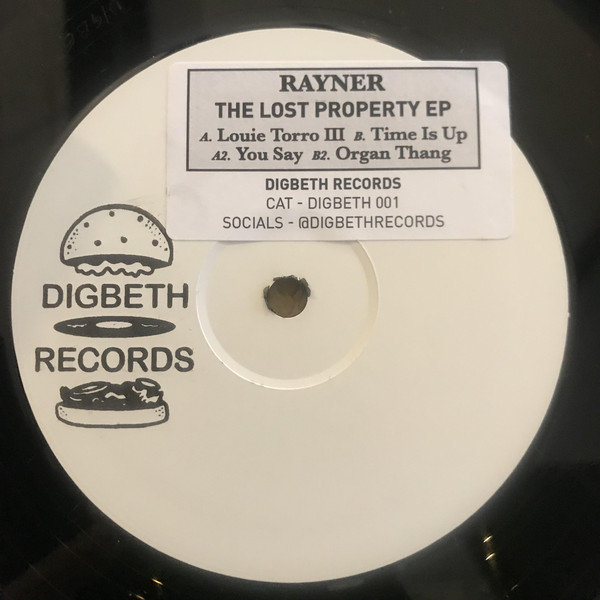 RAYNER
THE LOST PROPERTY EP
A. Louie Torro III B. Time Is Up
A2. You Say B2. Organ Thang
DIGBETH RECORDS
CAT - DIGBETH 001
SOCIALS - @DIGBETHRECORDS
DIGBETH
RECORDS